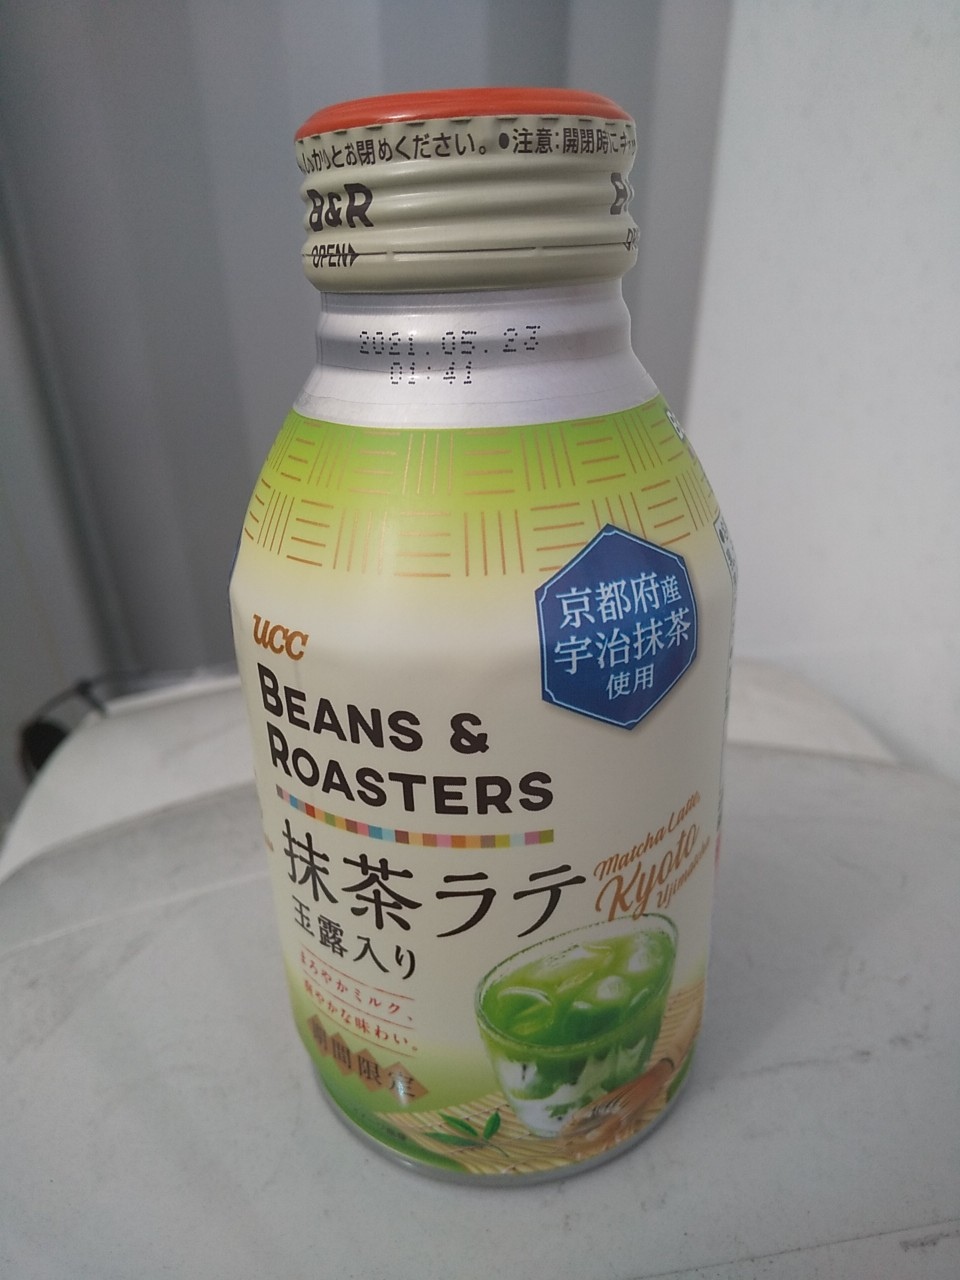 しっかりとお閉めください。●注意:開閉時にキ
B&R
OPEN
2021.05.23
01:41
京都府産
宇治抹茶
使用
UCC
BEANS &
ROASTERS
抹茶ラテ
玉露入り
Matcha Latte
Kyoto
まろやかミルク、
爽やかな味わい。
期間限定